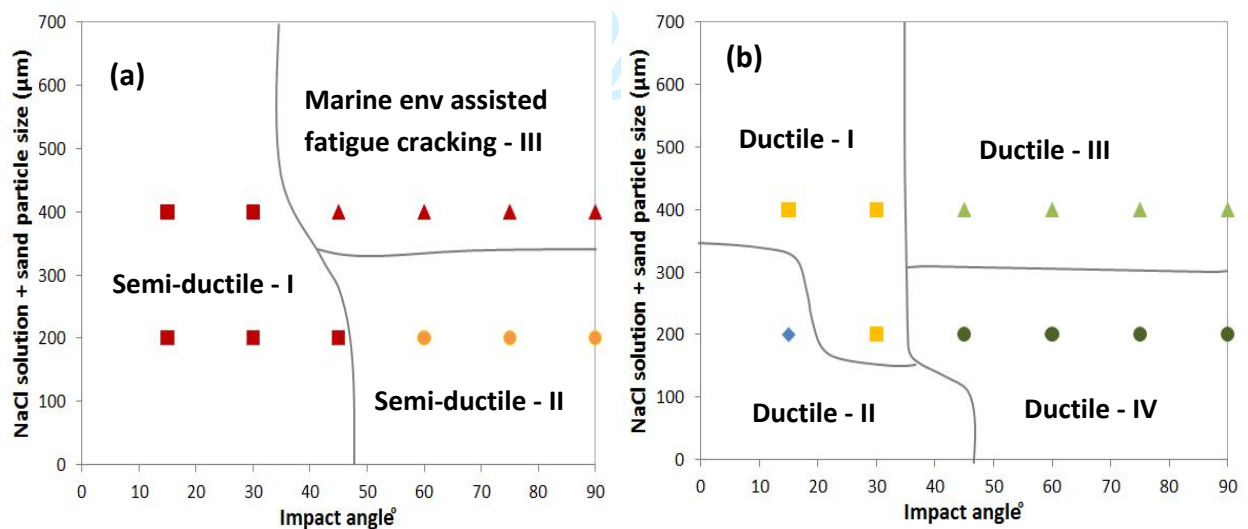 (a)
NaCl solution + sand particle size (µm)
700
600
500
400
300
200
100
0
Marine env assisted
fatigue cracking - III
Semi-ductile - I
Semi-ductile - II
0 10 20 30 40 50 60 70 80 90
Impact angle°
(b)
NaCl solution + sand particle size (µm)
700
600
500
400
300
200
100
0
Ductile - I
Ductile - III
Ductile - II
Ductile - IV
0 10 20 30 40 50 60 70 80 90
Impact angle°